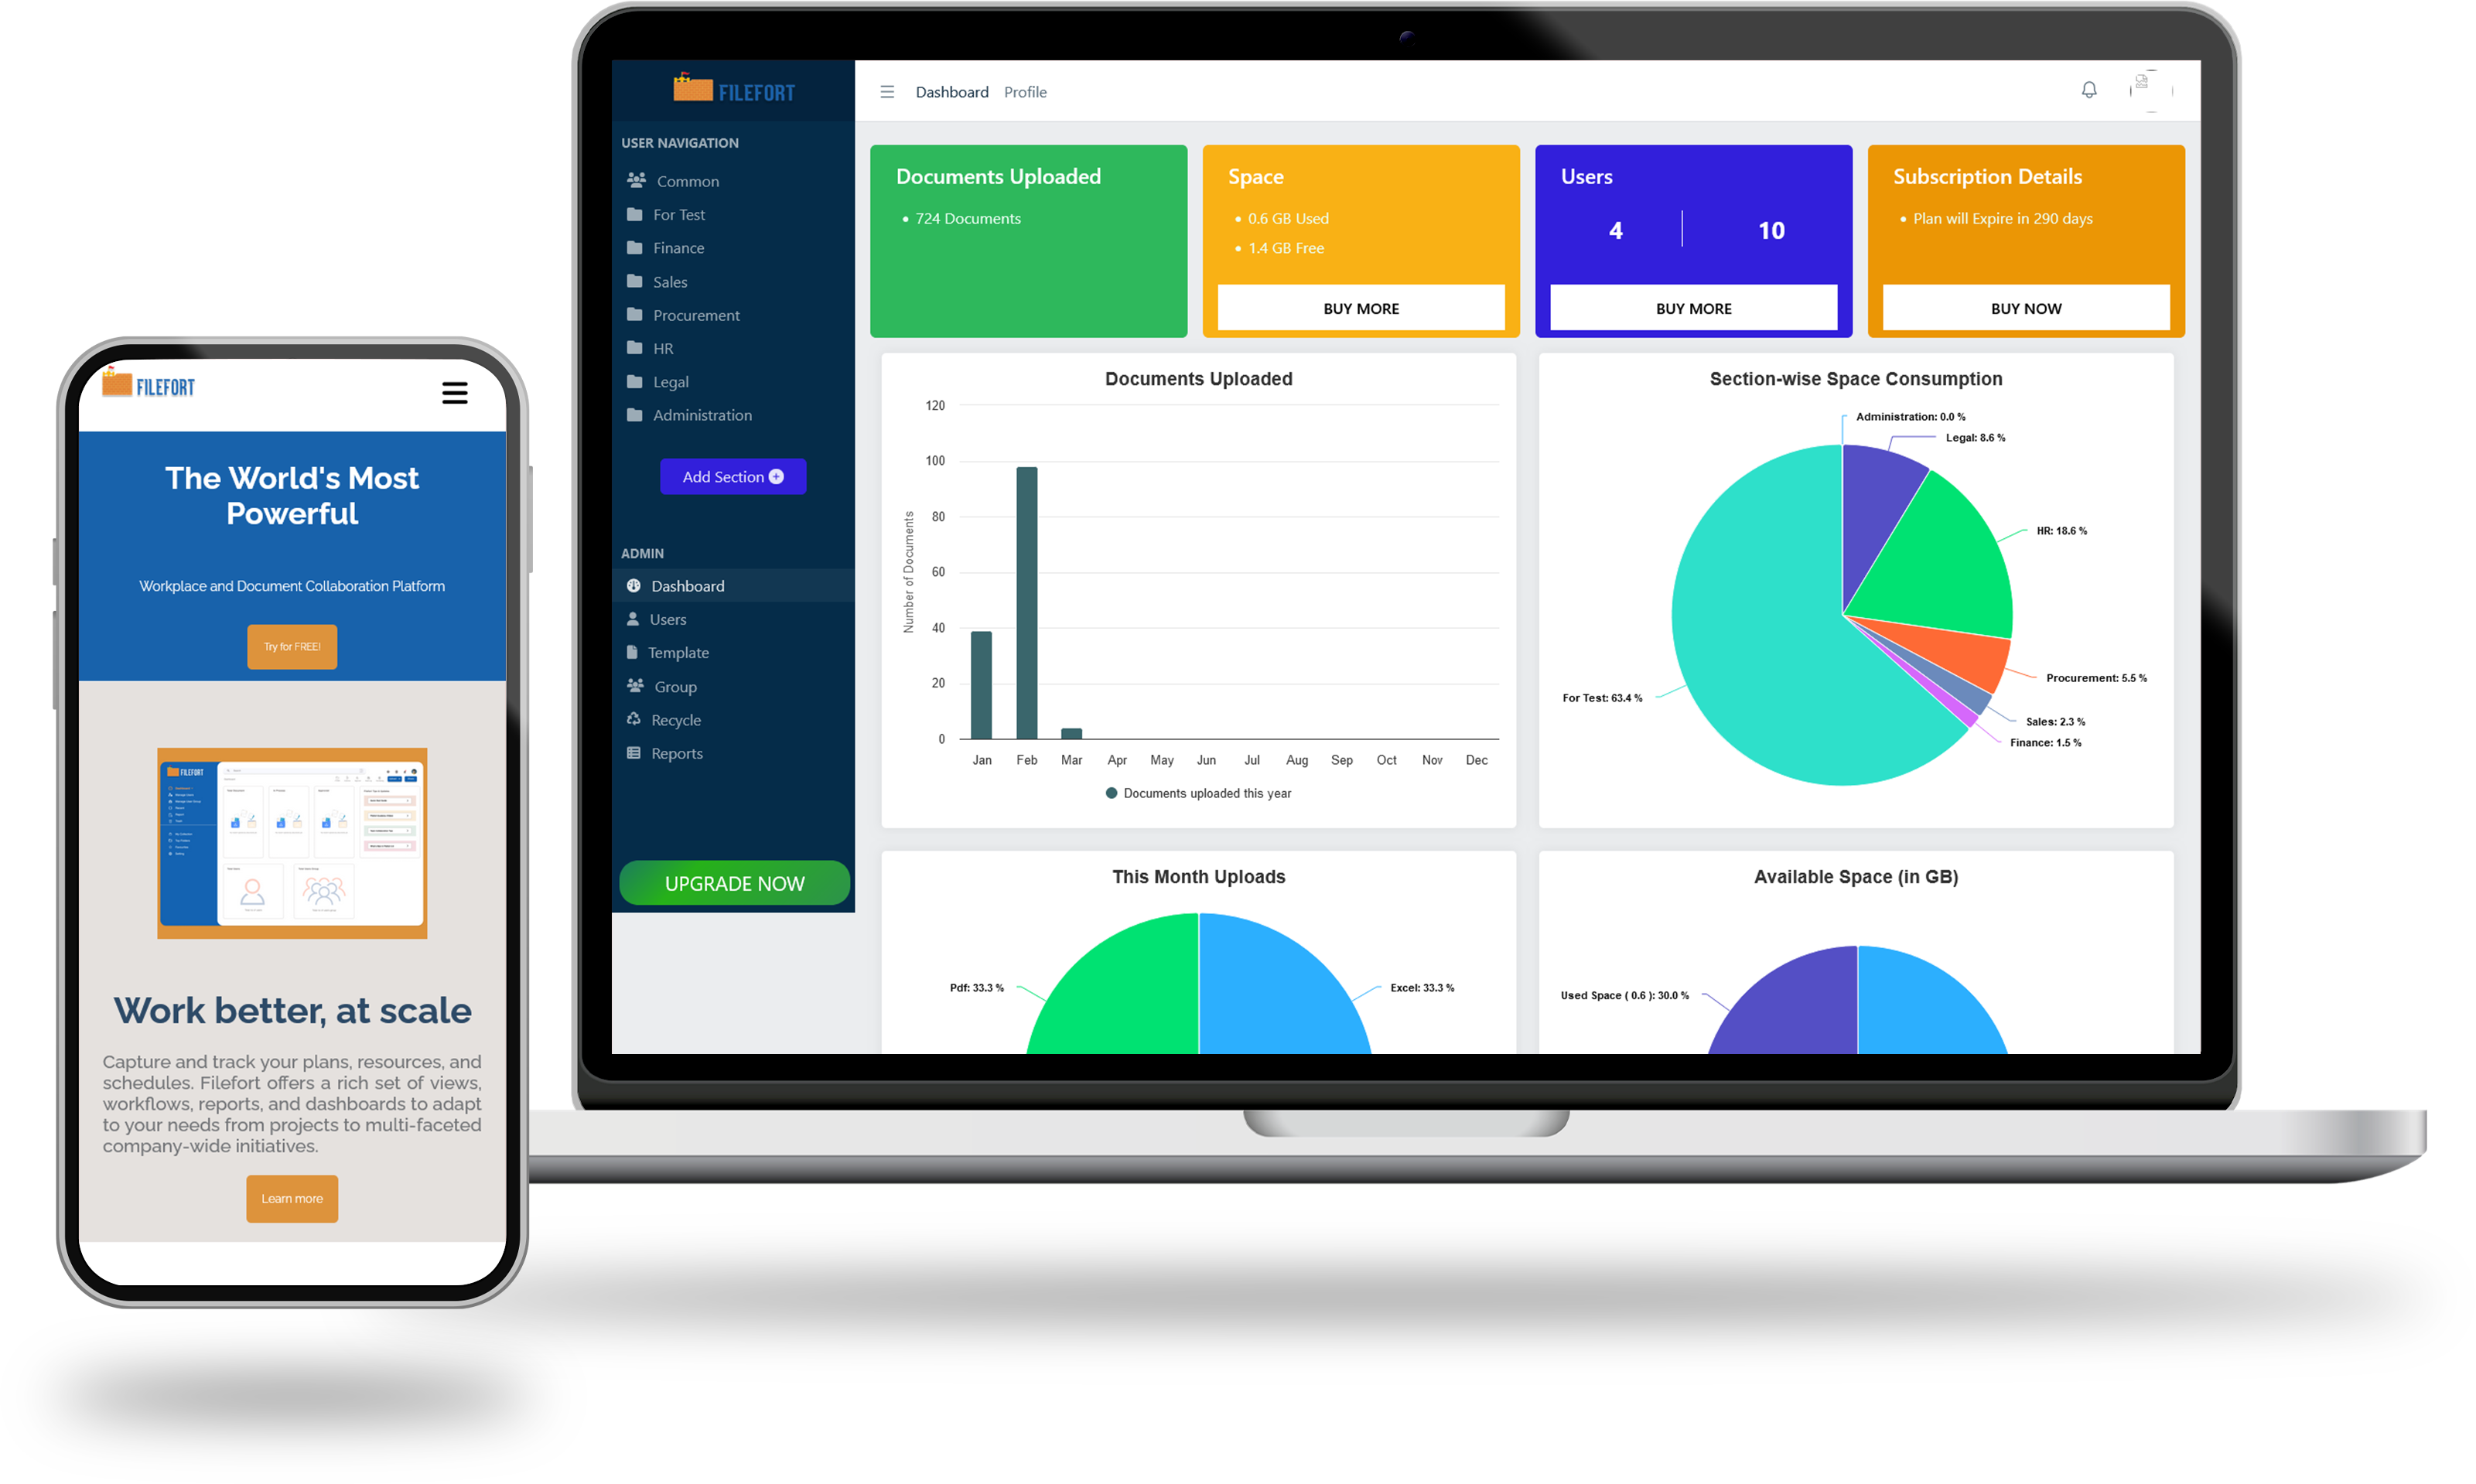 FILEFORT
The World's Most
Powerful
Workplace and Document Collaboration Platform
Try for FREE!
FILEFORT
Work better, at scale
Capture and track your plans, resources, and
schedules. Filefort offers a rich set of views,
workflows, reports, and dashboards to adapt
to your needs from projects to multi-faceted
company-wide initiatives.
Learn more
FILEFORT
USER NAVIGATION
Common
For Test
Finance
Sales
Procurement
HR
Legal
Administration
Add Section
ADMIN
Dashboard
Users
Template
Group
Recycle
Reports
UPGRADE NOW
Dashboard Profile
Documents Uploaded
• 724 Documents
Space
• 0.6 GB Used
• 1.4 GB Free
BUY MORE
Users
4 10
BUY MORE
Subscription Details
• Plan will Expire in 290 days
BUY NOW
Documents Uploaded
Number of Documents
120
100
80
60
40
20
0
Jan Feb Mar Apr May Jun Jul Aug Sep Oct Nov Dec
Documents uploaded this year
Section-wise Space Consumption
Administration: 0.0 %
Legal: 8.6 %
HR: 18.6 %
Procurement: 5.5 %
For Test: 63.4 %
Sales: 2.3 %
Finance: 1.5 %
This Month Uploads
Pdf: 33.3 %
Excel: 33.3 %
Available Space (in GB)
Used Space ( 0.6 ): 30.0 %